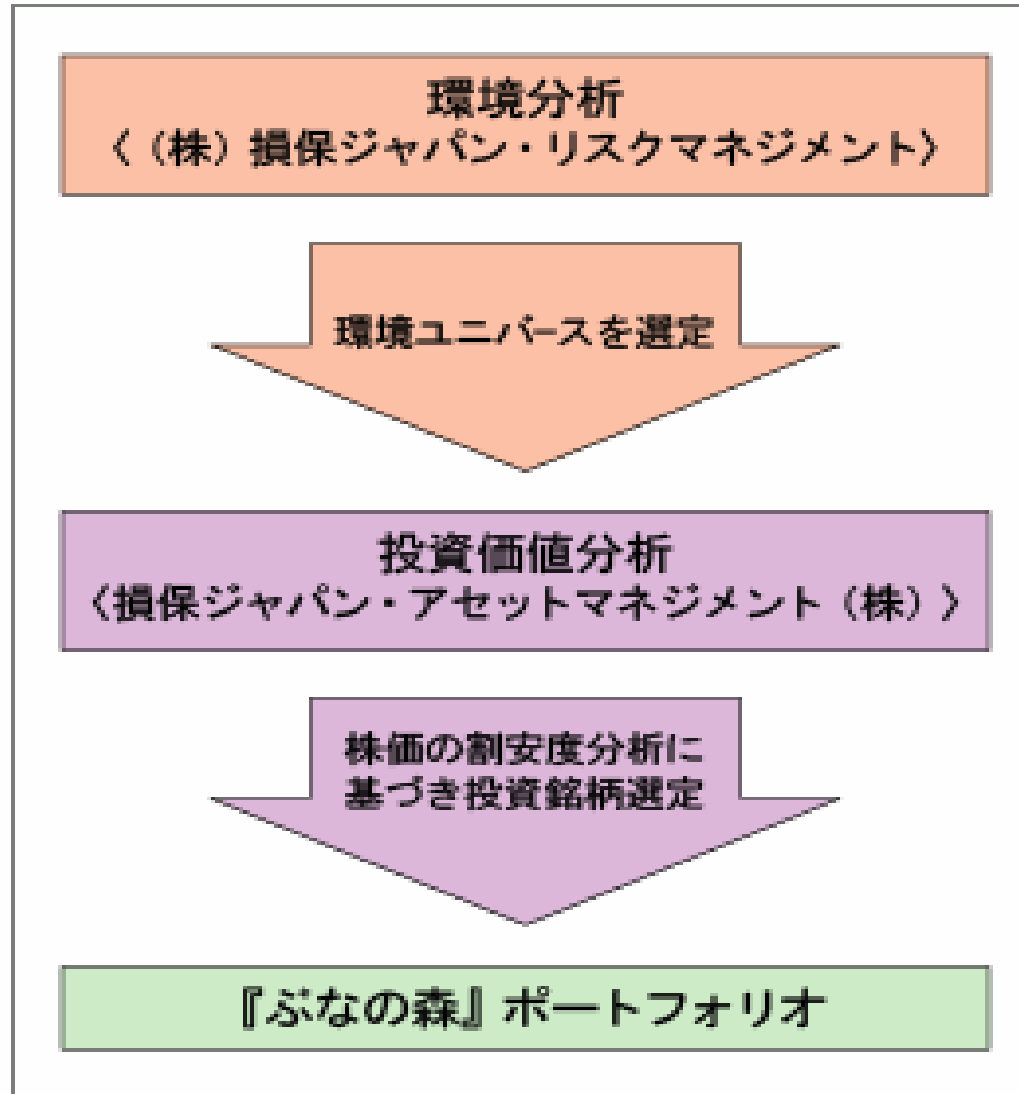 環境分析
〈（株）損保ジャパン・リスクマネジメント〉
環境ユニバースを選定
投資価値分析
〈損保ジャパン・アセットマネジメント（株）〉
株価の割安度分析に
基づき投資銘柄選定
『ぶなの森』ポートフォリオ